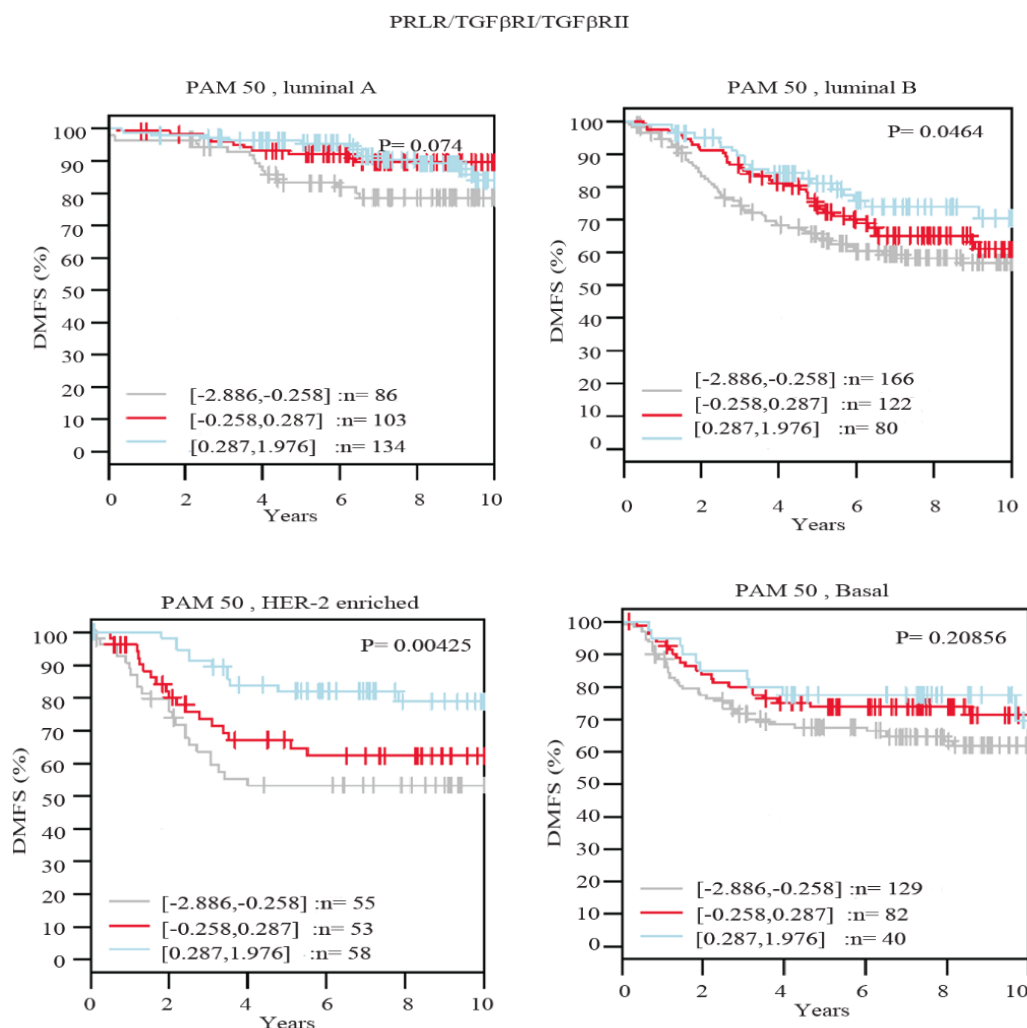 PRLR/TGFβRI/TGFβRII
PAM 50 , luminal A
100
90
80
70
60
50
40
30
20
10
0
DMFS (%)
P= 0.074
[-2.886,-0.258] :n= 86
[-0.258,0.287] :n= 103
[0.287,1.976] :n= 134
0 2 4 6 8 10
Years
PAM 50 , luminal B
100
90
80
70
60
50
40
30
20
10
0
DMFS (%)
P= 0.0464
[-2.886,-0.258] :n= 166
[-0.258,0.287] :n= 122
[0.287,1.976] :n= 80
0 2 4 6 8 10
Years
PAM 50 , HER-2 enriched
100
90
80
70
60
50
40
30
20
10
0
DMFS (%)
P= 0.00425
[-2.886,-0.258] :n= 55
[-0.258,0.287] :n= 53
[0.287,1.976] :n= 58
0 2 4 6 8 10
Years
PAM 50 , Basal
100
90
80
70
60
50
40
30
20
10
0
DMFS (%)
P= 0.20856
[-2.886,-0.258] :n= 129
[-0.258,0.287] :n= 82
[0.287,1.976] :n= 40
0 2 4 6 8 10
Years